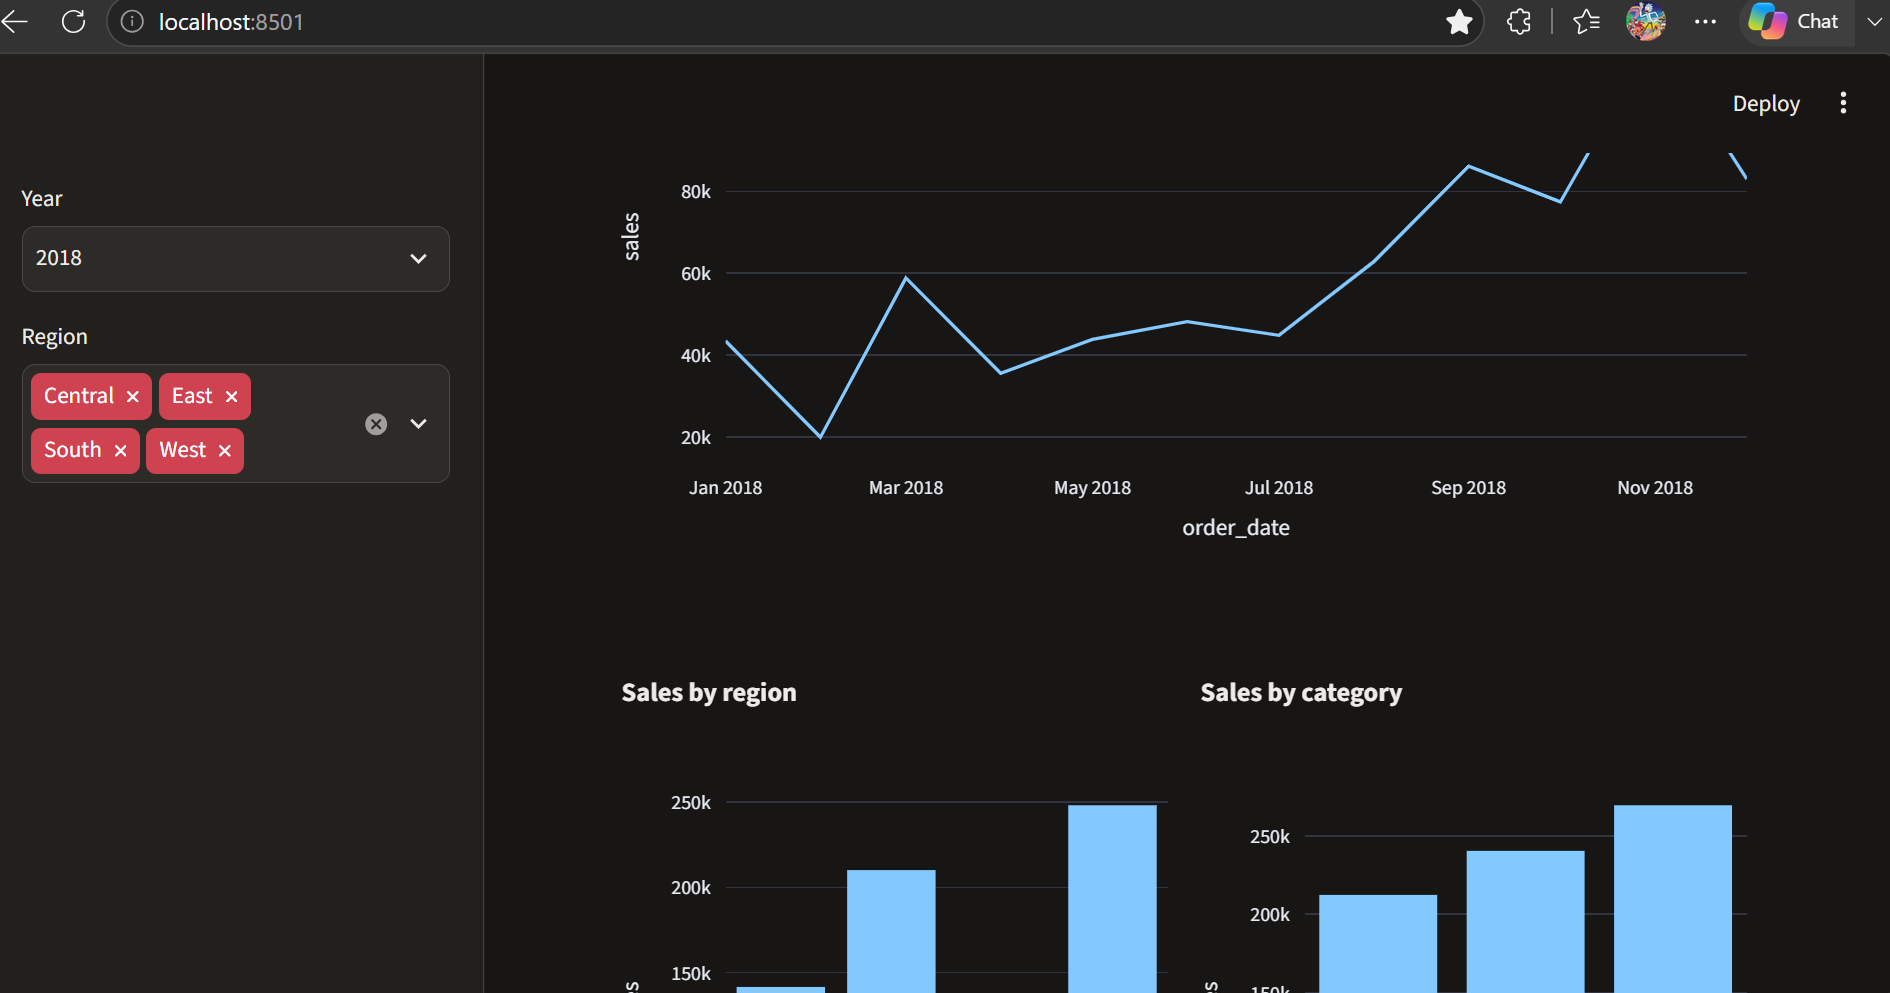 localhost:8501
Chat
Deploy
Year
2018
Region
Central
East
South
West
80k
60k
40k
20k
sales
Jan 2018
Mar 2018
May 2018
Jul 2018
Sep 2018
Nov 2018
order_date
Sales by region
250k
200k
150k
Sales by category
250k
200k